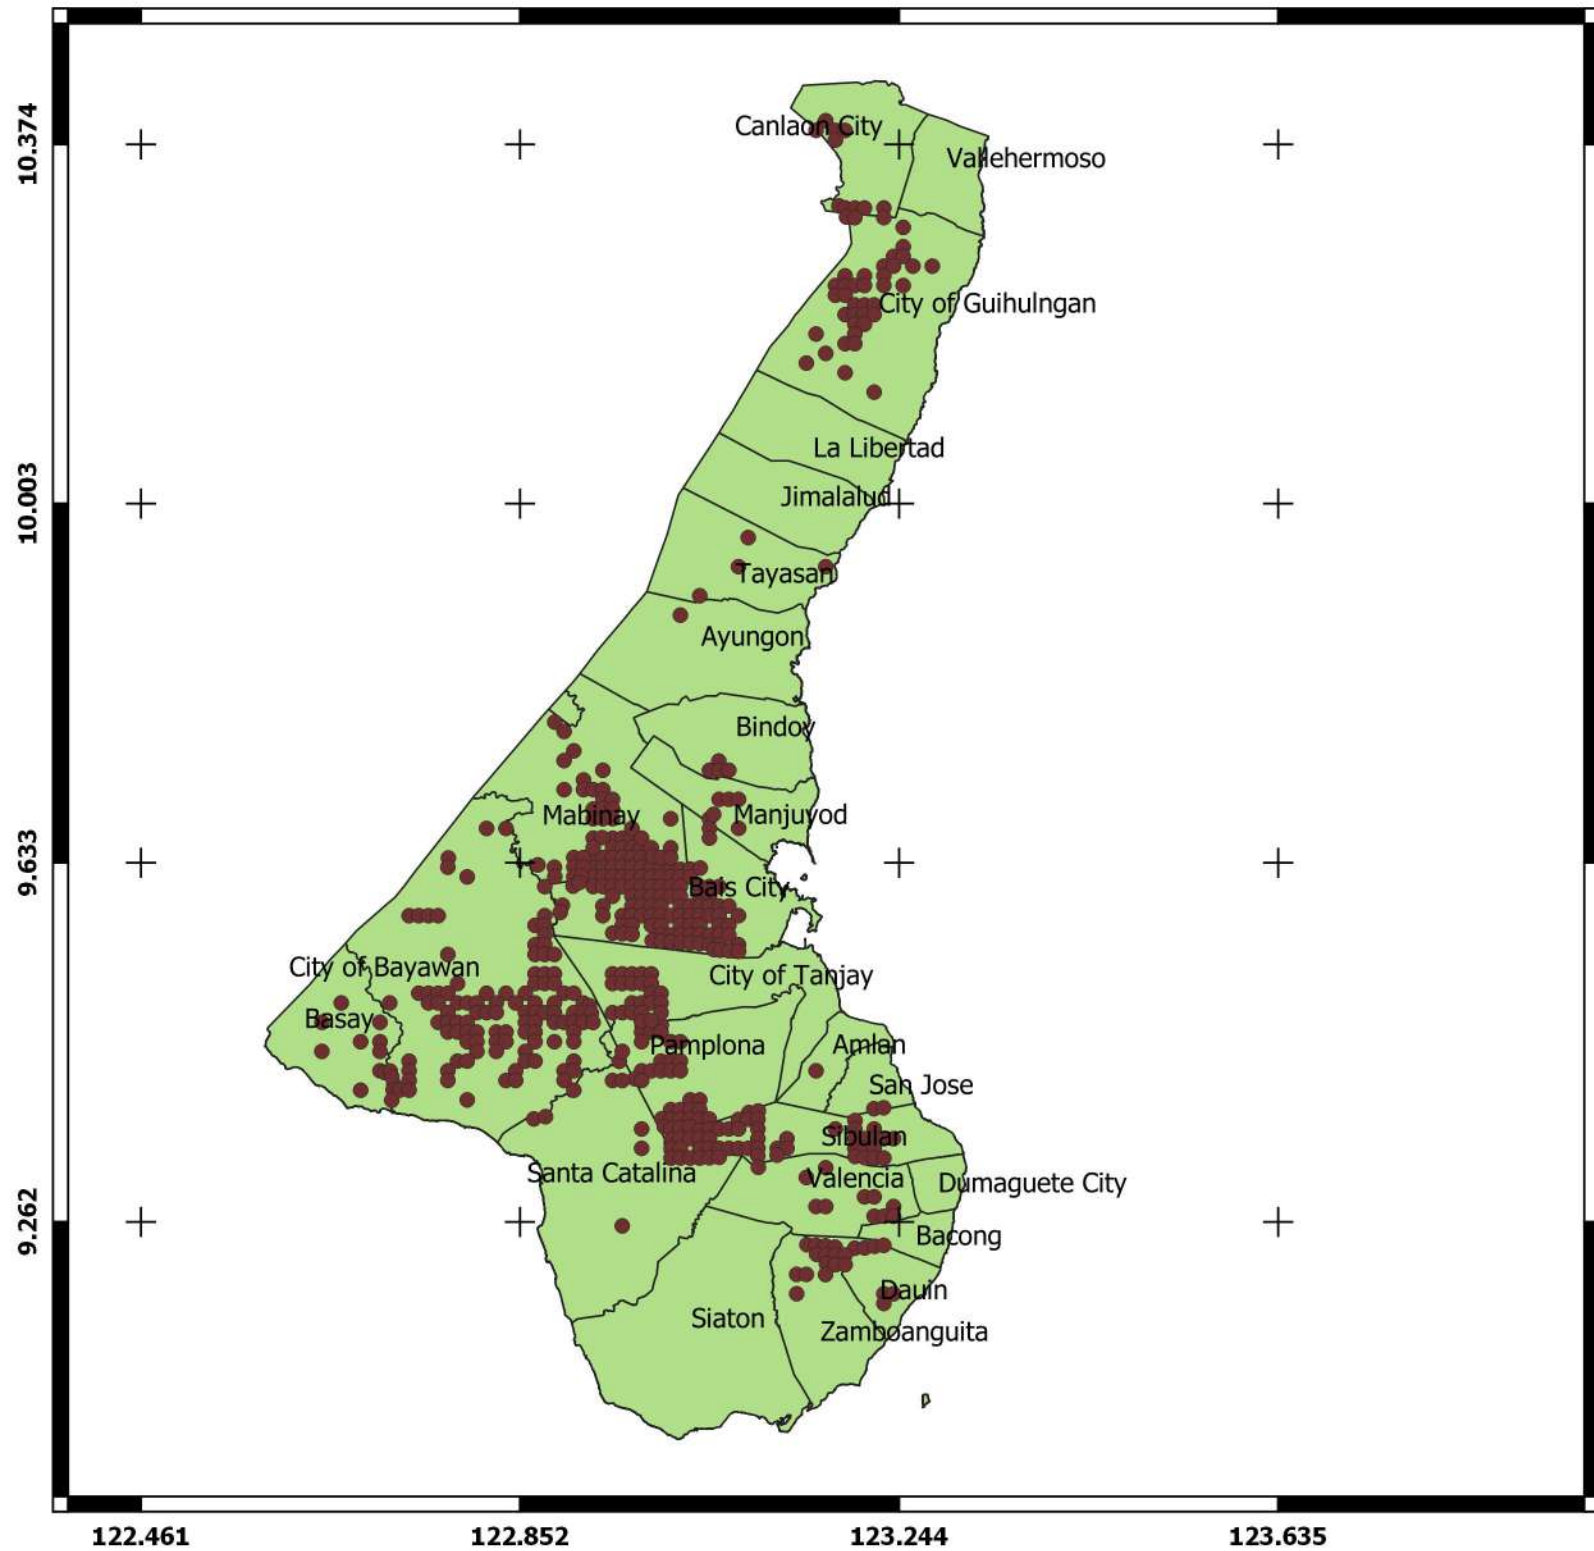 10.374
Canlaon City
Vallehermoso
City of Guihulngan
La Libertad
10.003
Jimalalud
Tayasan
Ayungon
Bindoy
Mabinay
Manjuyod
9.633
Bais City
City of Bayawan
City of Tanjay
Basay
Pamplona
Amlan
San Jose
Sibulan
Santa Catalina
Valencia
Dumaguete City
9.262
Bacong
Dauin
Siaton
Zamboanguita
122.461
122.852
123.244
123.635